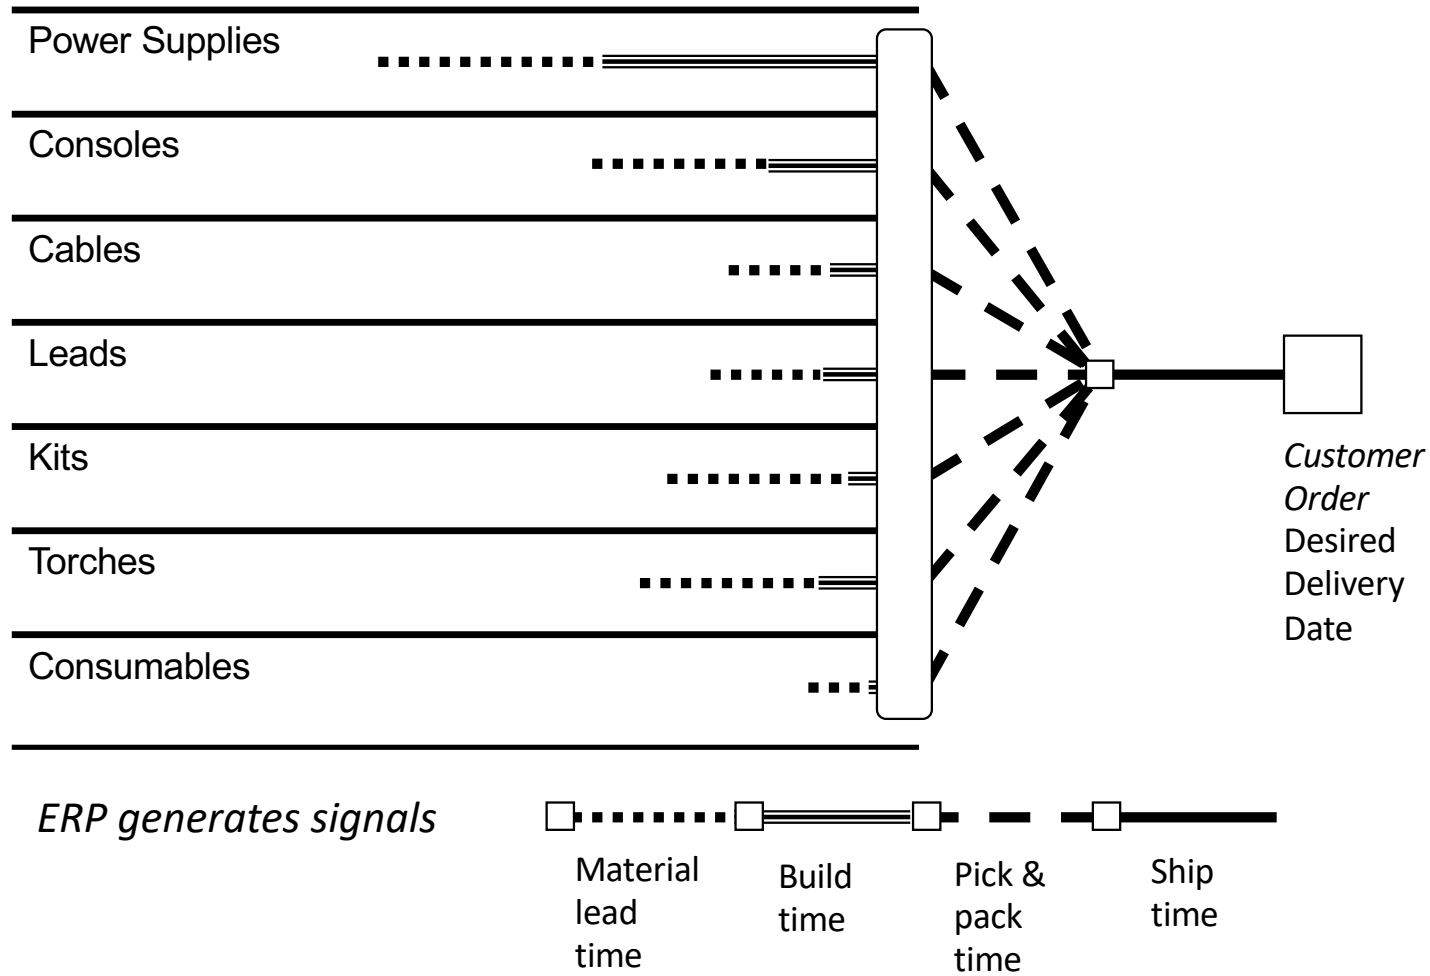 Power Supplies
Consoles
Cables
Leads
Kits
Torches
Consumables
Customer
Order
Desired
Delivery
Date
ERP generates signals
Material
lead
time
Build
time
Pick &
pack
time
Ship
time